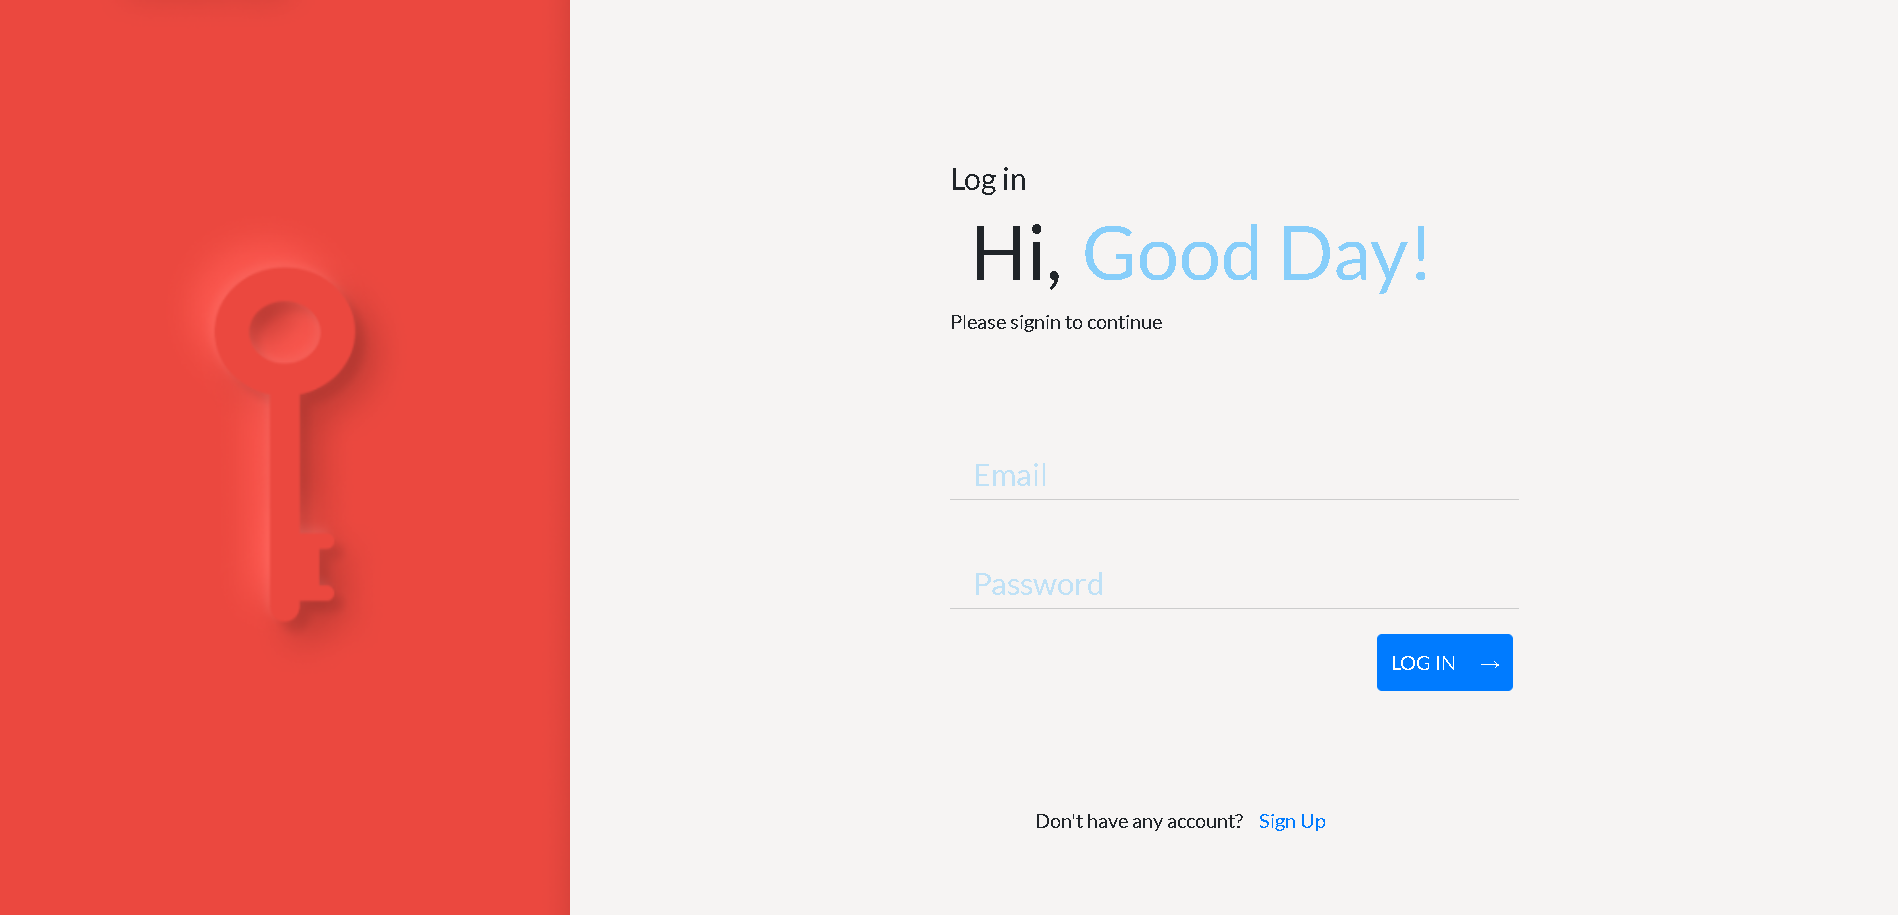 Log in
Hi, Good Day!
Please signin to continue
Email
Password
LOG IN →
Don't have any account? Sign Up